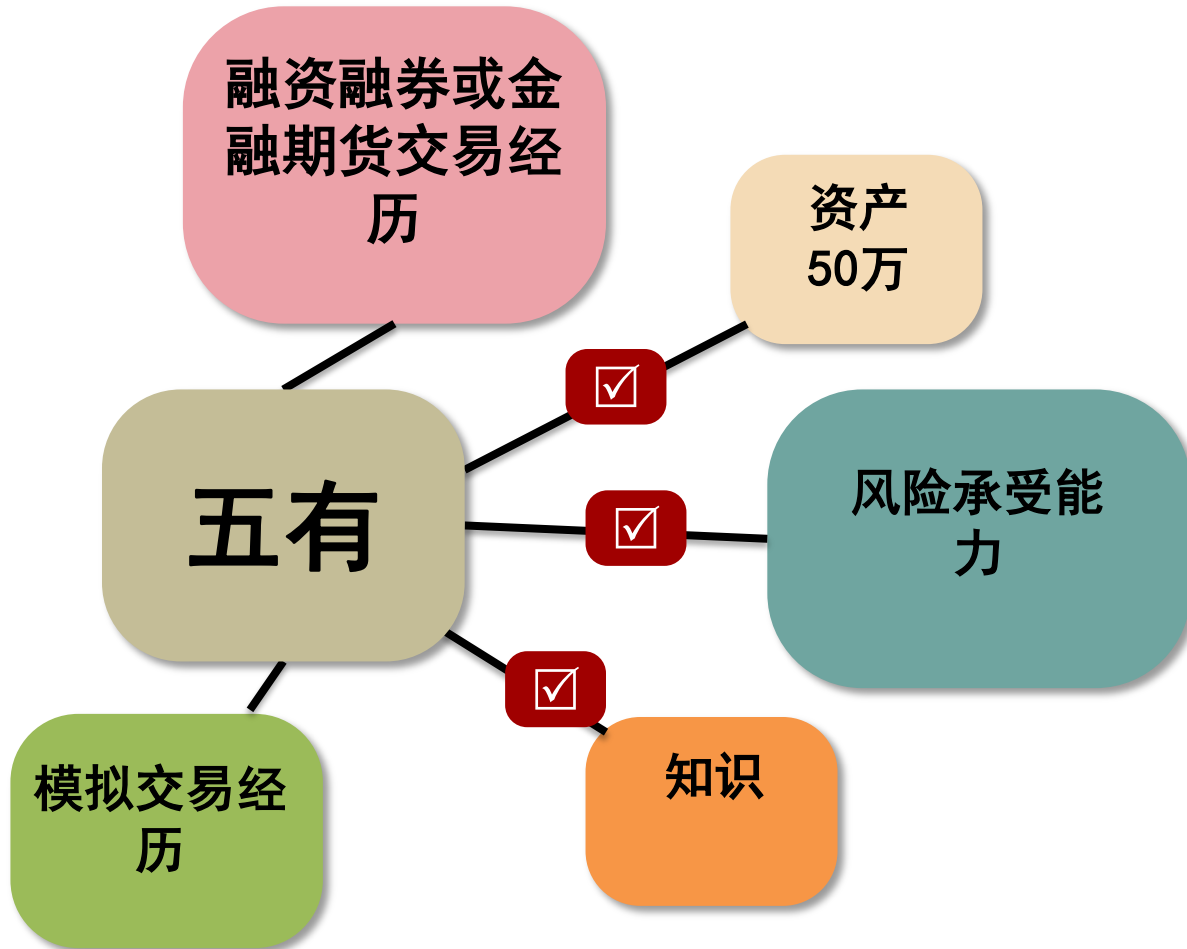 融资融券或金
融期货交易经
历
资产
50万
五有
风险承受能
力
模拟交易经
历
知识